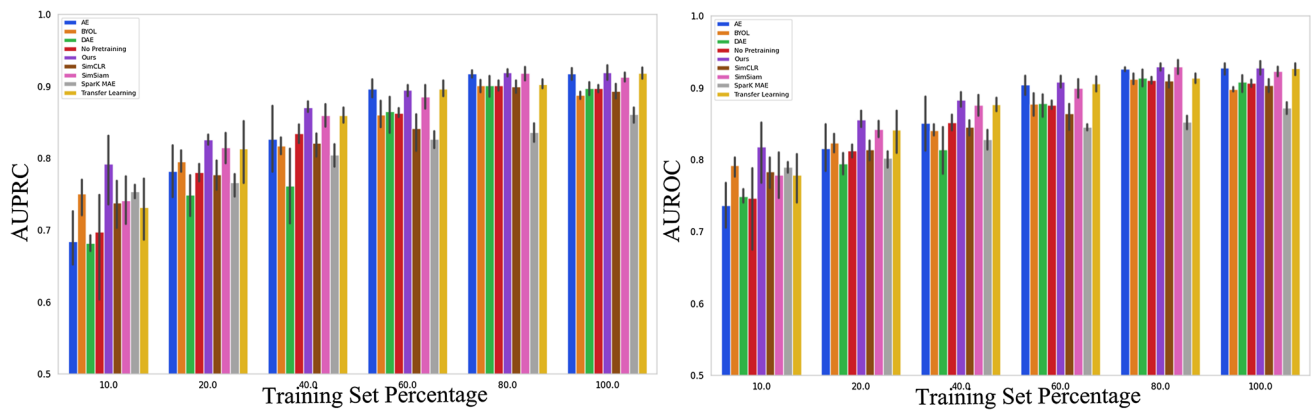 AUPRC
1.0
0.9
0.8
0.7
0.6
0.5
AE
BYOL
DAE
No Pretraining
Ours
SimCLR
SimSiam
SparK MAE
Transfer Learning
10.0 20.0 40.0 60.0 80.0 100.0
Training Set Percentage
AUROC
1.0
0.9
0.8
0.7
0.6
0.5
AE
BYOL
DAE
No Pretraining
Ours
SimCLR
SimSiam
SparK MAE
Transfer Learning
10.0 20.0 40.0 60.0 80.0 100.0
Training Set Percentage